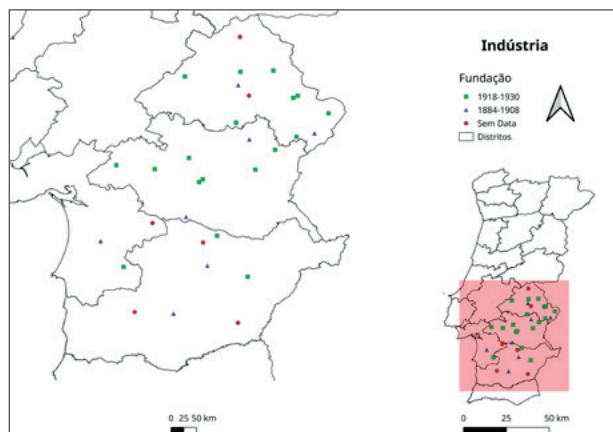 Indústria
Fundação
1918-1930
1884-1908
Sem Data
Distritos
0 25 50 km
0 25 50 km